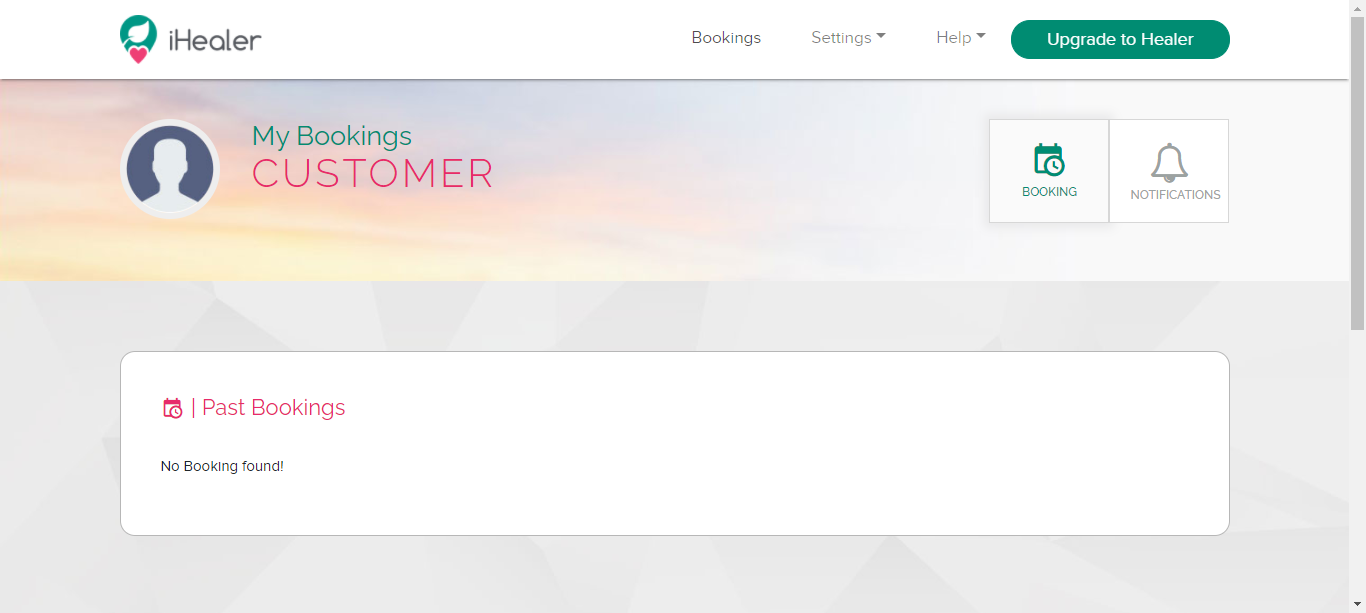 iHealer
Bookings
Settings
Help
Upgrade to Healer
My Bookings
CUSTOMER
BOOKING
NOTIFICATIONS
| Past Bookings
No Booking found!